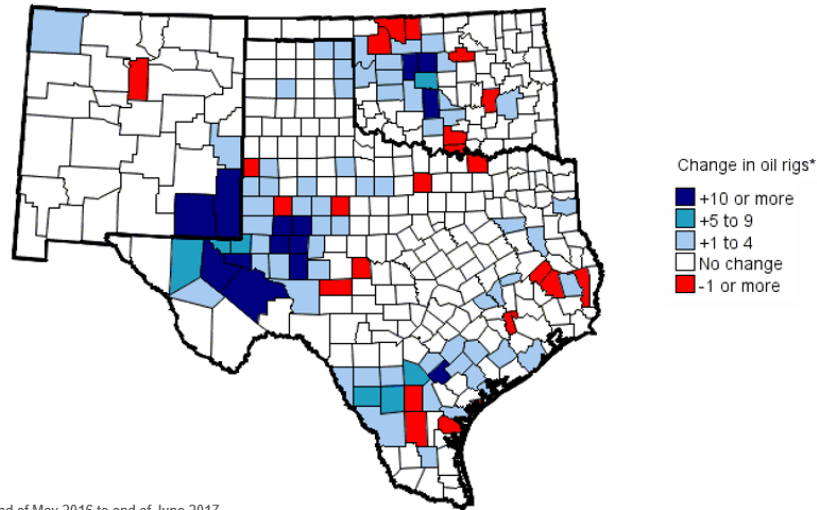 Change in oil rigs*
+10 or more
+5 to 9
+1 to 4
No change
-1 or more
of May 2016 to end of June 2017